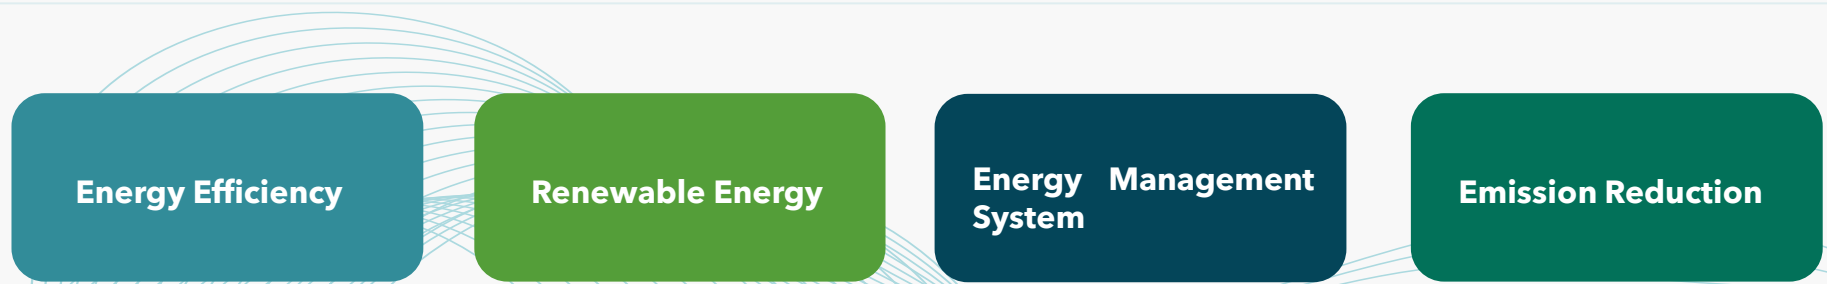 Energy Efficiency
Renewable Energy
Energy Management
System
Emission Reduction